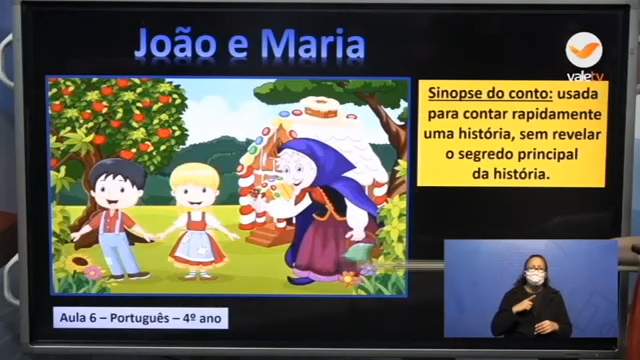 João e Maria
valetv
Sinopse do conto: usada
para contar rapidamente
uma história, sem revelar
o segredo principal
da história.
Aula 6 – Português – 4º ano